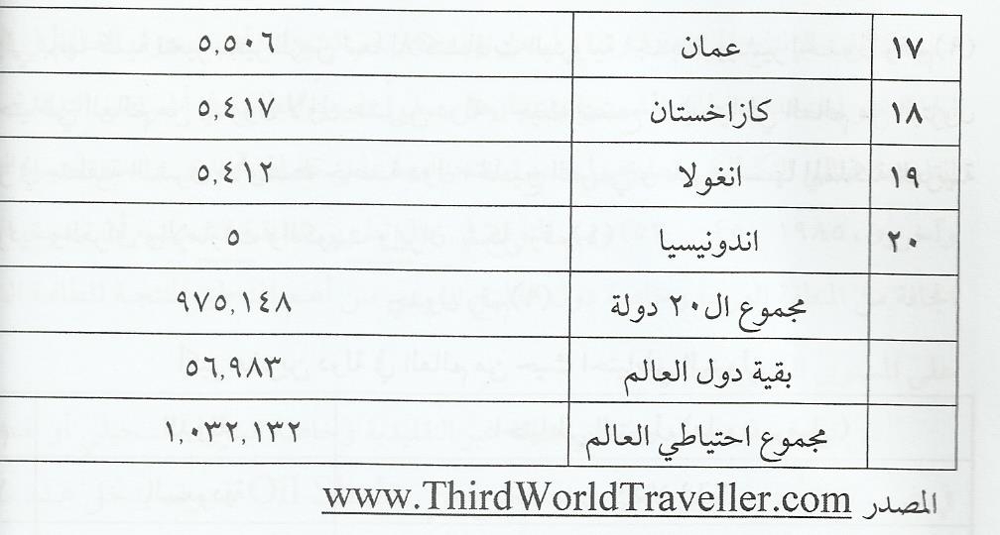 ١٧ عمان ٥,٥٠٦
١٨ كازاخستان ٥,٤١٧
١٩ انغولا ٥,٤١٢
٢٠ اندونيسيا ٥
مجموع ال٢٠ دولة ٩٧٥,١٤٨
بقية دول العالم ٥٦,٩٨٣
مجموع احتياطي العالم ١,٠٣٢,١٣٢
المصدر www.ThirdWorldTraveller.com